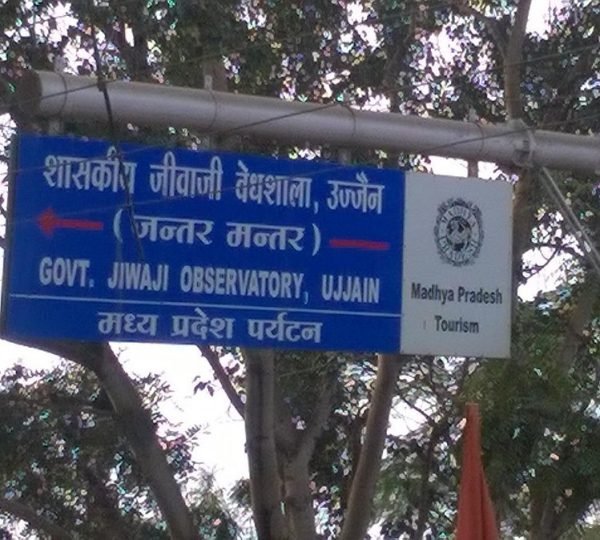 शासकीय जीवाजी वेधशाला, उज्जैन
(जन्तर मन्तर)
GOVT. JIWAJI OBSERVATORY, UJJAIN
मध्य प्रदेश पर्यटन
Madhya Pradesh
Tourism